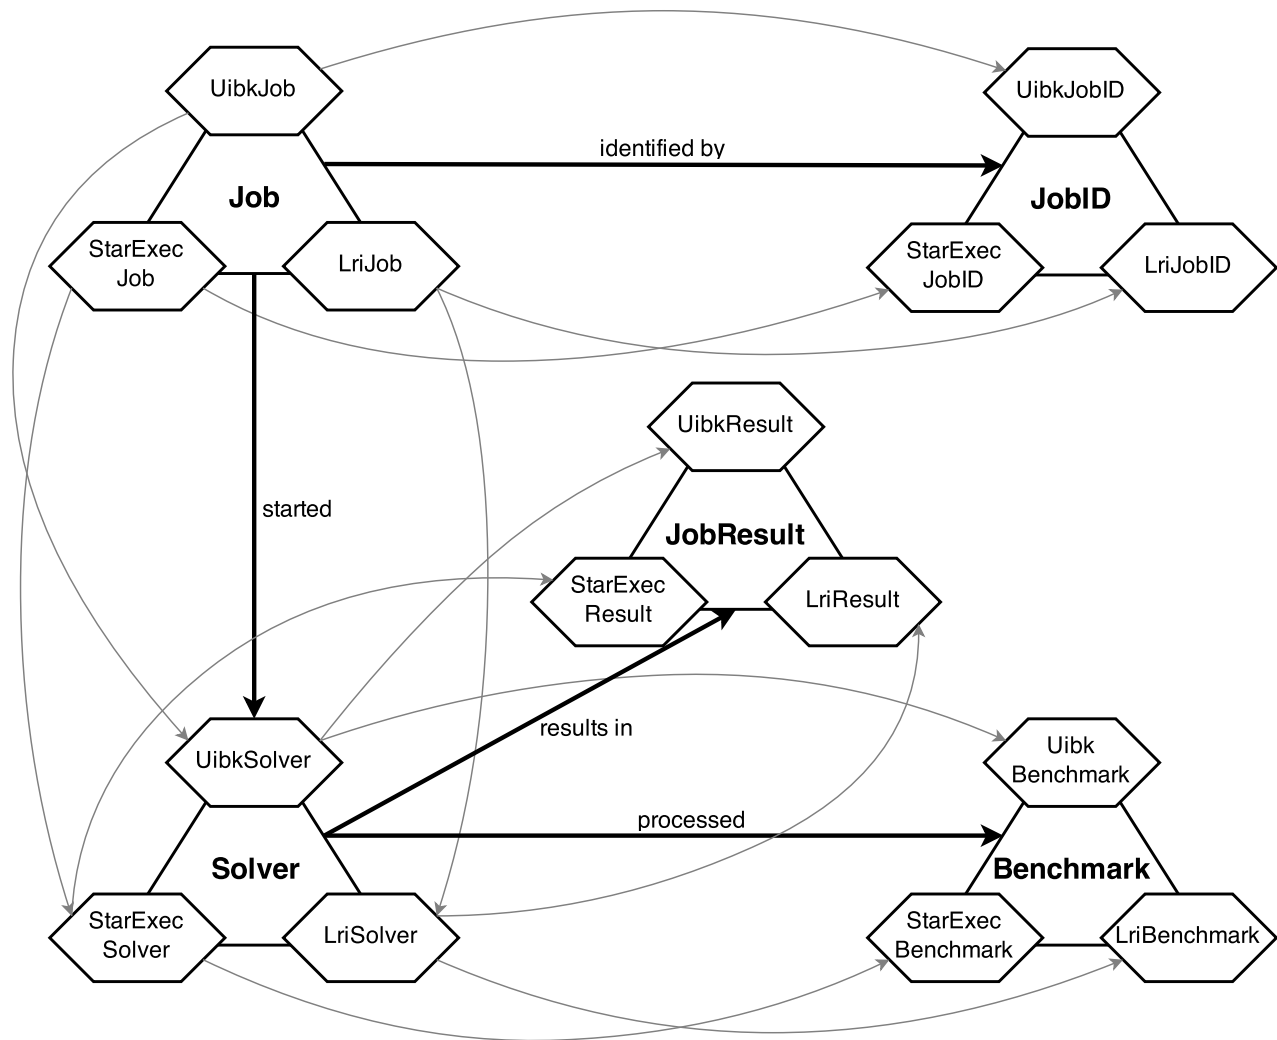 UibkJob
UibkJobID
identified by
Job
JobID
StarExec
Job
LriJob
StarExec
JobID
LriJobID
UibkResult
started
JobResult
StarExec
Result
LriResult
results in
UibkSolver
Uibk
Benchmark
processed
Solver
Benchmark
StarExec
Solver
LriSolver
StarExec
Benchmark
LriBenchmark